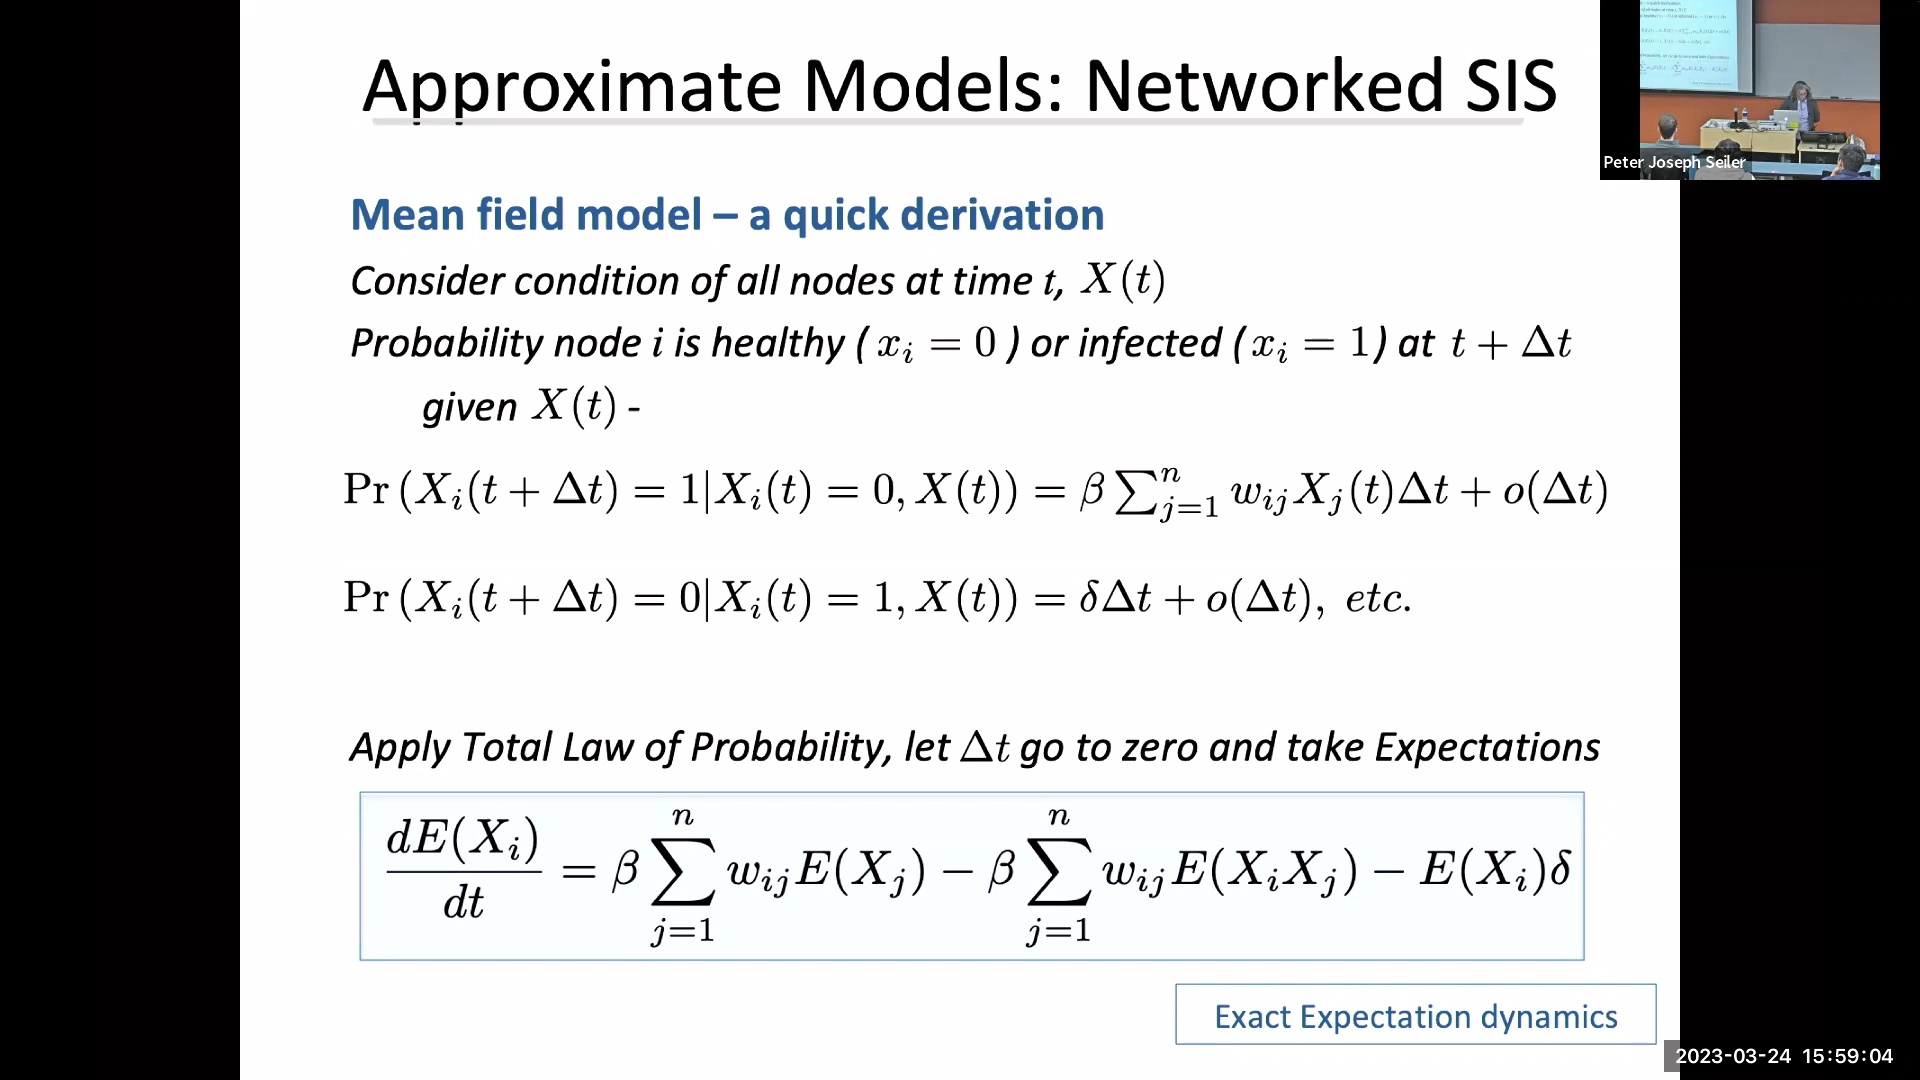 Approximate Models: Networked SIS
Peter Joseph Seiler
Mean field model – a quick derivation
Consider condition of all nodes at time t, X(t)
Probability node i is healthy ( x_i = 0 ) or infected ( x_i = 1 ) at t + Δt
given X(t) -
Pr (X_i(t + Δt) = 1|X_i(t) = 0, X(t)) = β ∑_{j=1}^n w_{ij}X_j(t)Δt + o(Δt)
Pr (X_i(t + Δt) = 0|X_i(t) = 1, X(t)) = δΔt + o(Δt), etc.
Apply Total Law of Probability, let Δt go to zero and take Expectations
dE(X_i)/dt = β ∑_{j=1}^n w_{ij}E(X_j) − β ∑_{j=1}^n w_{ij}E(X_iX_j) − E(X_i)δ
Exact Expectation dynamics
2023-03-24 15:59:04